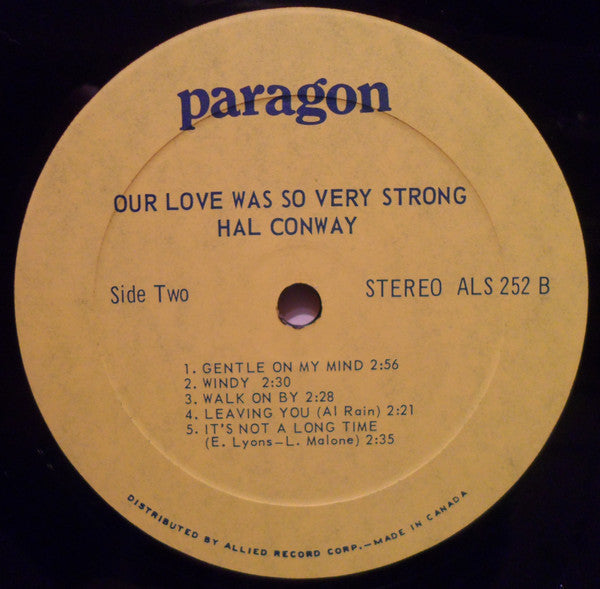 paragon
OUR LOVE WAS SO VERY STRONG
HAL CONWAY
Side Two
STEREO ALS 252 B
1. GENTLE ON MY MIND 2:56
2. WINDY 2:30
3. WALK ON BY 2:28
4. LEAVING YOU (Al Rain) 2:21
5. IT'S NOT A LONG TIME
(E. Lyons—L. Malone) 2:35
DISTRIBUTED BY ALLIED RECORD CORP.—MADE IN CANADA